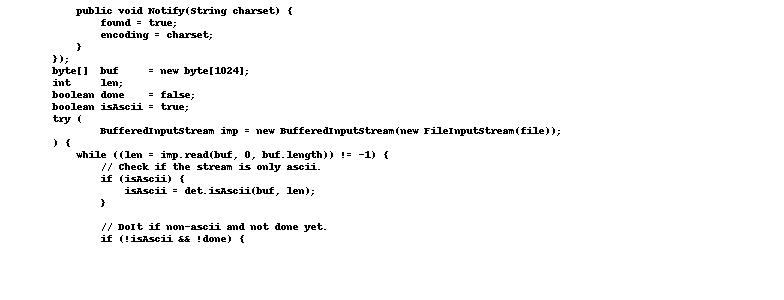 public void Notify(String charset) {
found = true;
encoding = charset;
}
});
byte[]  buf     = new byte[1024];
int     len;
boolean done    = false;
boolean isAscii = true;
try (
BufferedInputStream imp = new BufferedInputStream(new FileInputStream(file));
) {
while ((len = imp.read(buf, 0, buf.length)) != -1) {
// Check if the stream is only ascii.
if (isAscii) {
isAscii = det.isAscii(buf, len);
}
// DoIt if non-ascii and not done yet.
if (!isAscii && !done) {